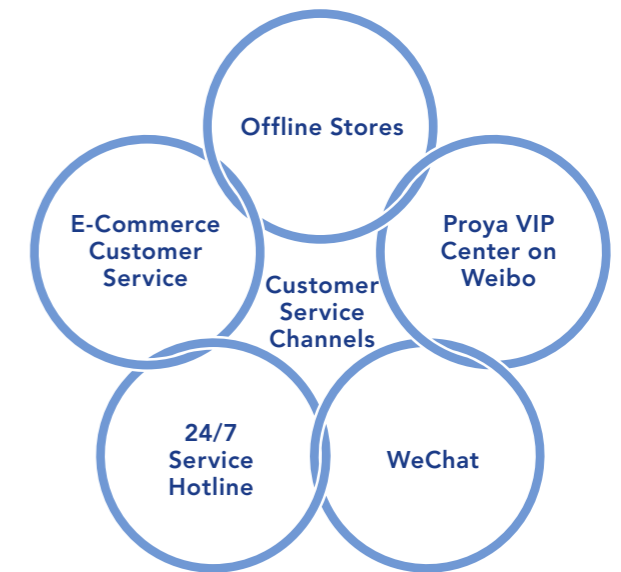 Offline Stores
E-Commerce
Customer
Service
Proya VIP
Center on
Weibo
Customer
Service
Channels
24/7
Service
Hotline
WeChat